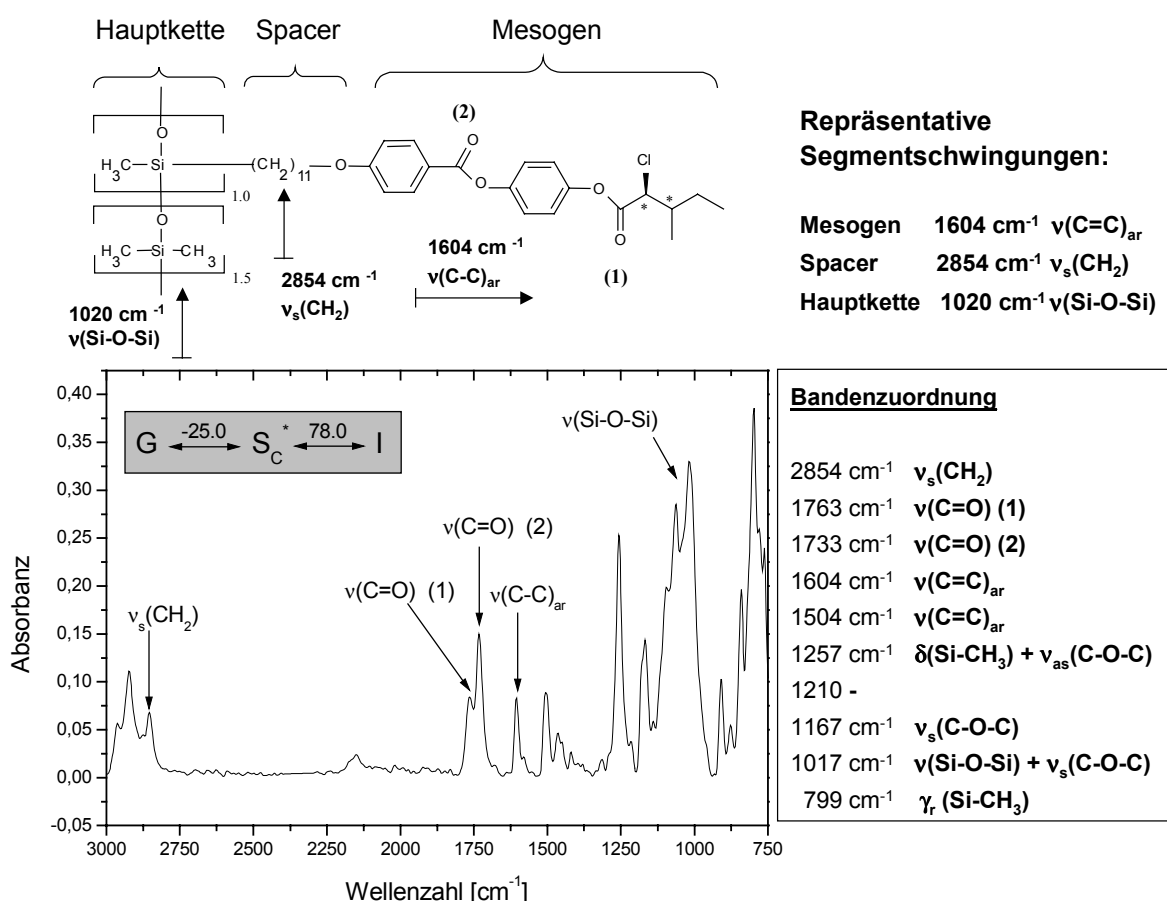 Hauptkette Spacer Mesogen
(2)
O
H₃C Si (CH₂)₁₁ O O Cl
1.0 O O
O * *
H₃C Si CH₃ O
1.5
(1)
1020 cm⁻¹
ν(Si-O-Si)
2854 cm⁻¹
νs(CH₂)
1604 cm⁻¹
ν(C-C)ar
Repräsentative
Segmentschwingungen:
Mesogen 1604 cm⁻¹ ν(C=C)ar
Spacer 2854 cm⁻¹ νs(CH₂)
Hauptkette 1020 cm⁻¹ ν(Si-O-Si)
0,40
0,35
0,30
0,25
0,20
0,15
0,10
0,05
0,00
-0,05
Absorbanz
G -25.0 S_C* 78.0 I
νs(CH₂)
ν(C=O) (1)
ν(C=O) (2)
ν(C-C)ar
ν(Si-O-Si)
3000 2750 2500 2250 2000 1750 1500 1250 1000 750
Wellenzahl [cm⁻¹]
Bandenzuordnung
2854 cm⁻¹ νs(CH₂)
1763 cm⁻¹ ν(C=O) (1)
1733 cm⁻¹ ν(C=O) (2)
1604 cm⁻¹ ν(C=C)ar
1504 cm⁻¹ ν(C=C)ar
1257 cm⁻¹ δ(Si-CH₃) + νas(C-O-C)
1210 -
1167 cm⁻¹ νs(C-O-C)
1017 cm⁻¹ ν(Si-O-Si) + νs(C-O-C)
799 cm⁻¹ γr (Si-CH₃)